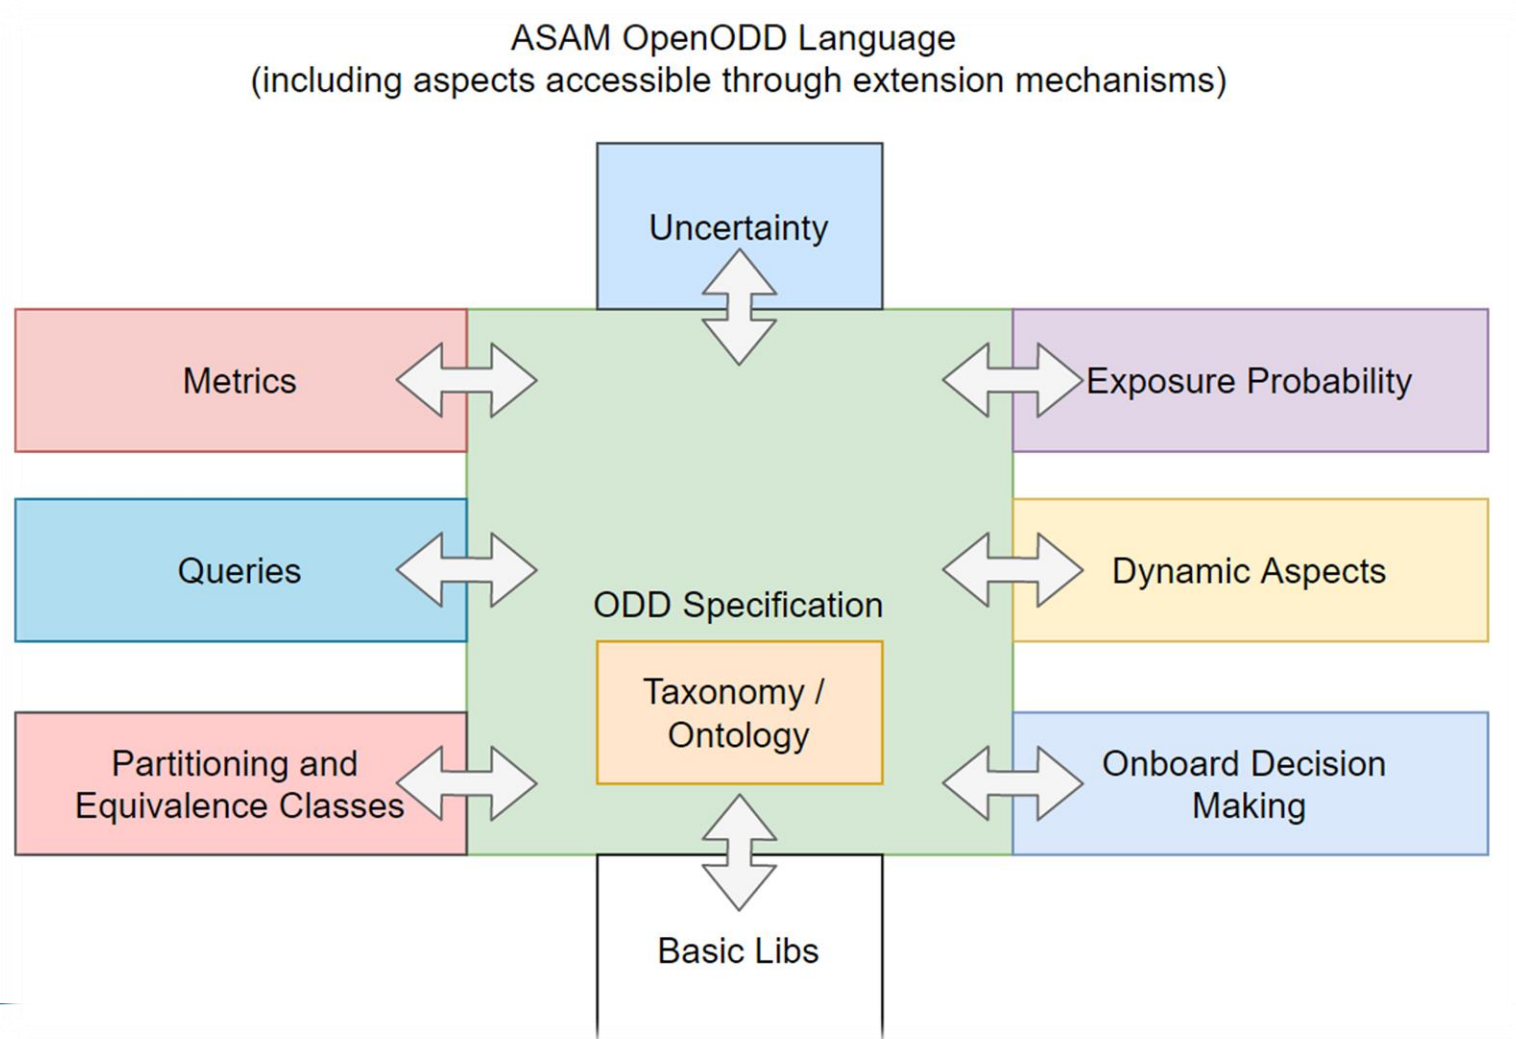 ASAM OpenODD Language
(including aspects accessible through extension mechanisms)
Uncertainty
Metrics
Exposure Probability
Queries
Dynamic Aspects
ODD Specification
Taxonomy /
Ontology
Partitioning and
Equivalence Classes
Onboard Decision
Making
Basic Libs